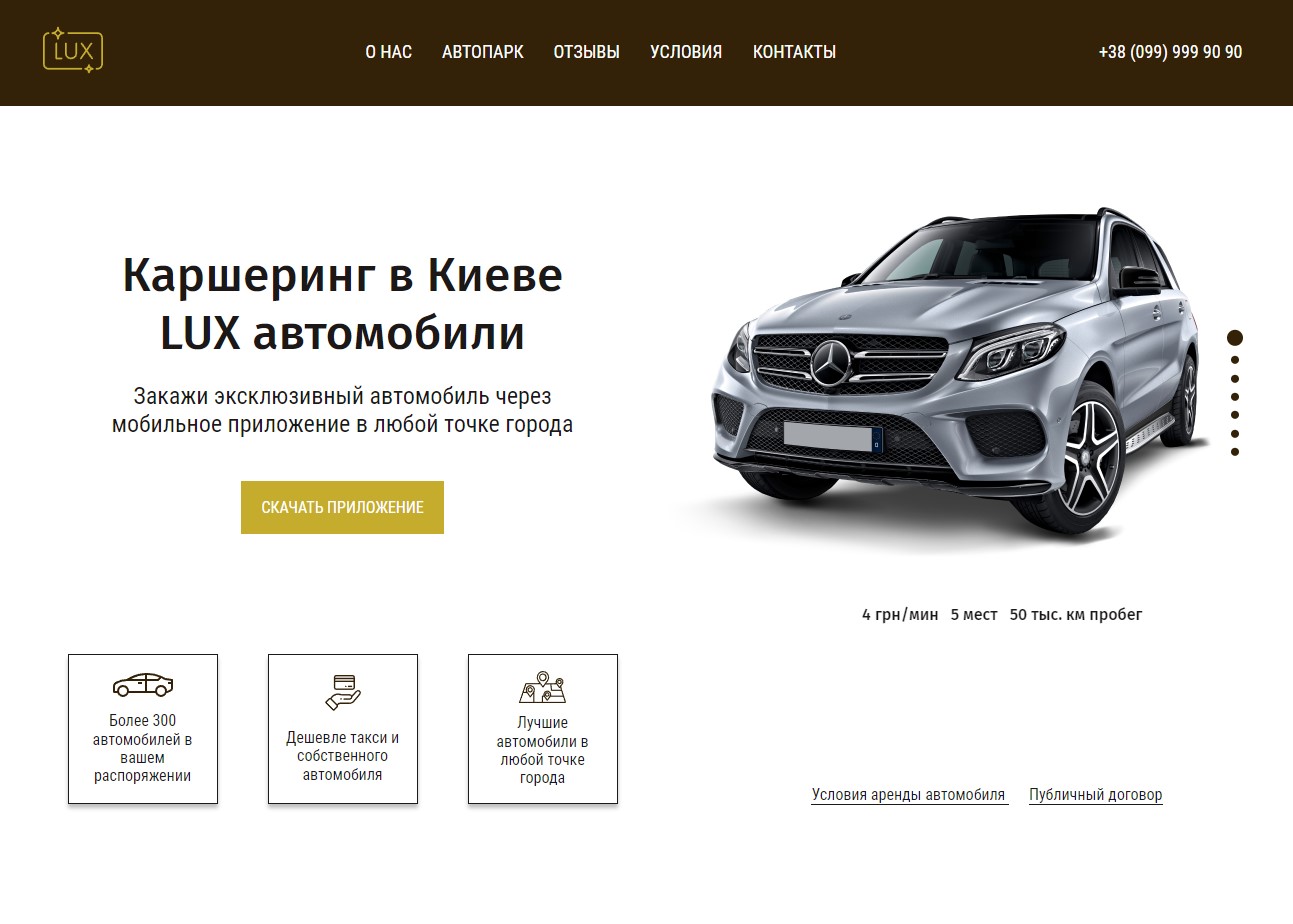 LUX
О НАС АВТОПАРК ОТЗЫВЫ УСЛОВИЯ КОНТАКТЫ
+38 (099) 999 90 90
Каршеринг в Киеве
LUX автомобили
Закажи эксклюзивный автомобиль через
мобильное приложение в любой точке города
СКАЧАТЬ ПРИЛОЖЕНИЕ
4 грн/мин 5 мест 50 тыс. км пробег
Более 300
автомобилей в
вашем
распоряжении
Дешевле такси и
собственного
автомобиля
Лучшие
автомобили в
любой точке
города
Условия аренды автомобиля
Публичный договор